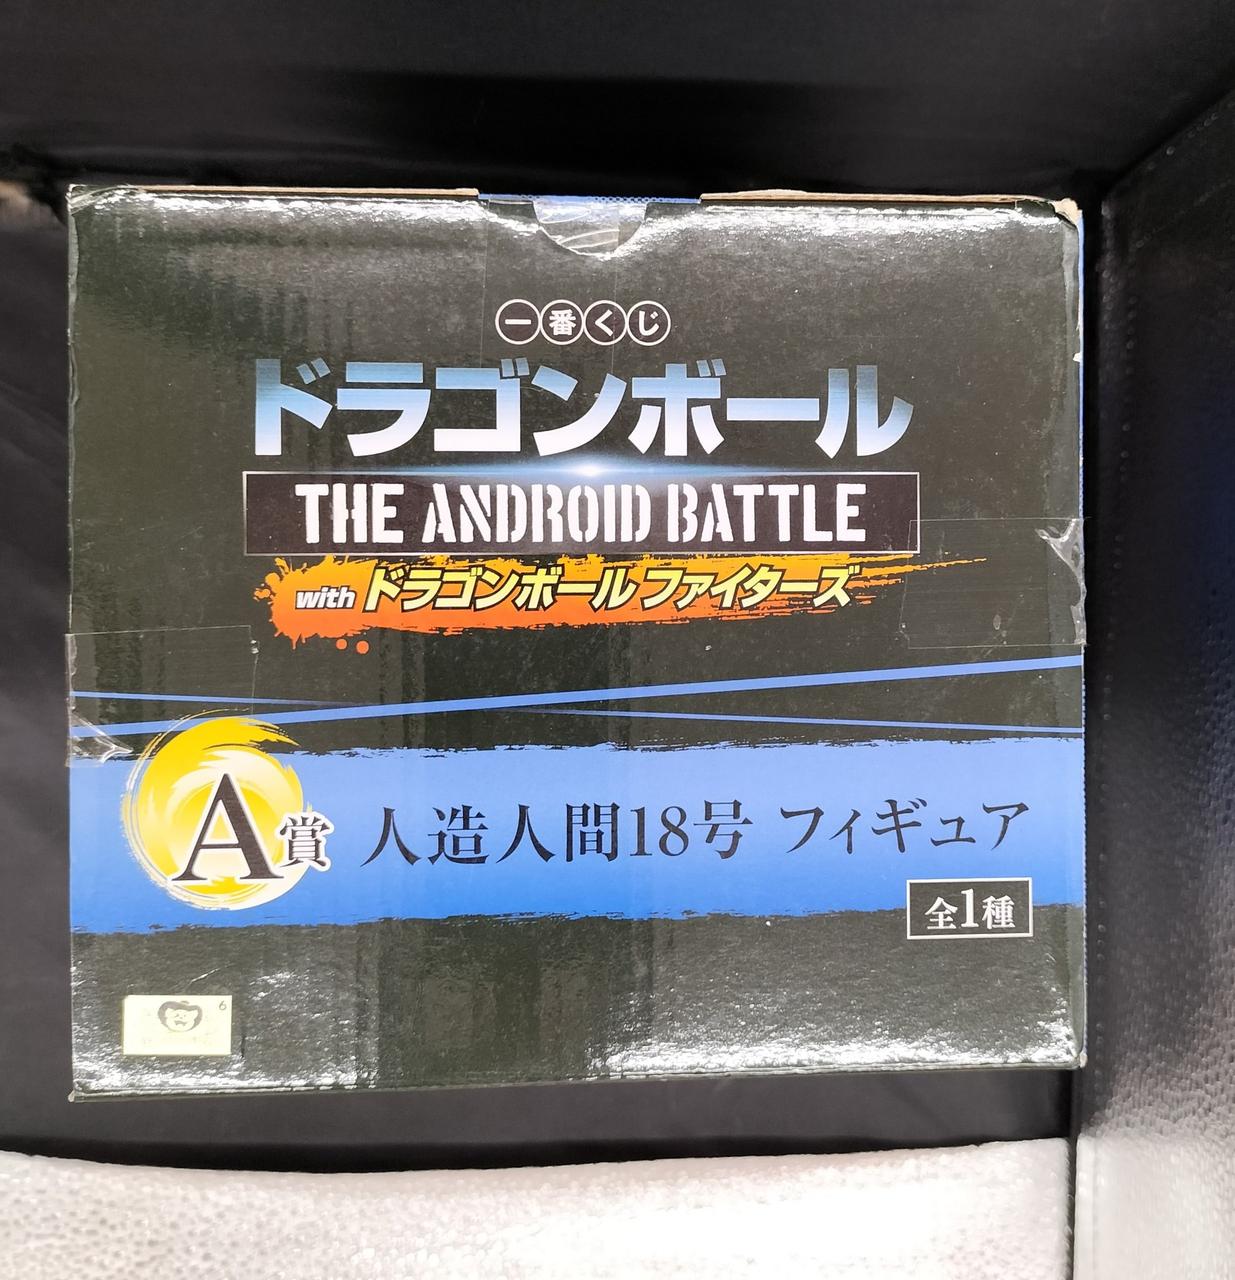 一番くじ
ドラゴンボール
THE ANDROID BATTLE
with ドラゴンボール ファイターズ
A賞 人造人間18号 フィギュア
全1種
6